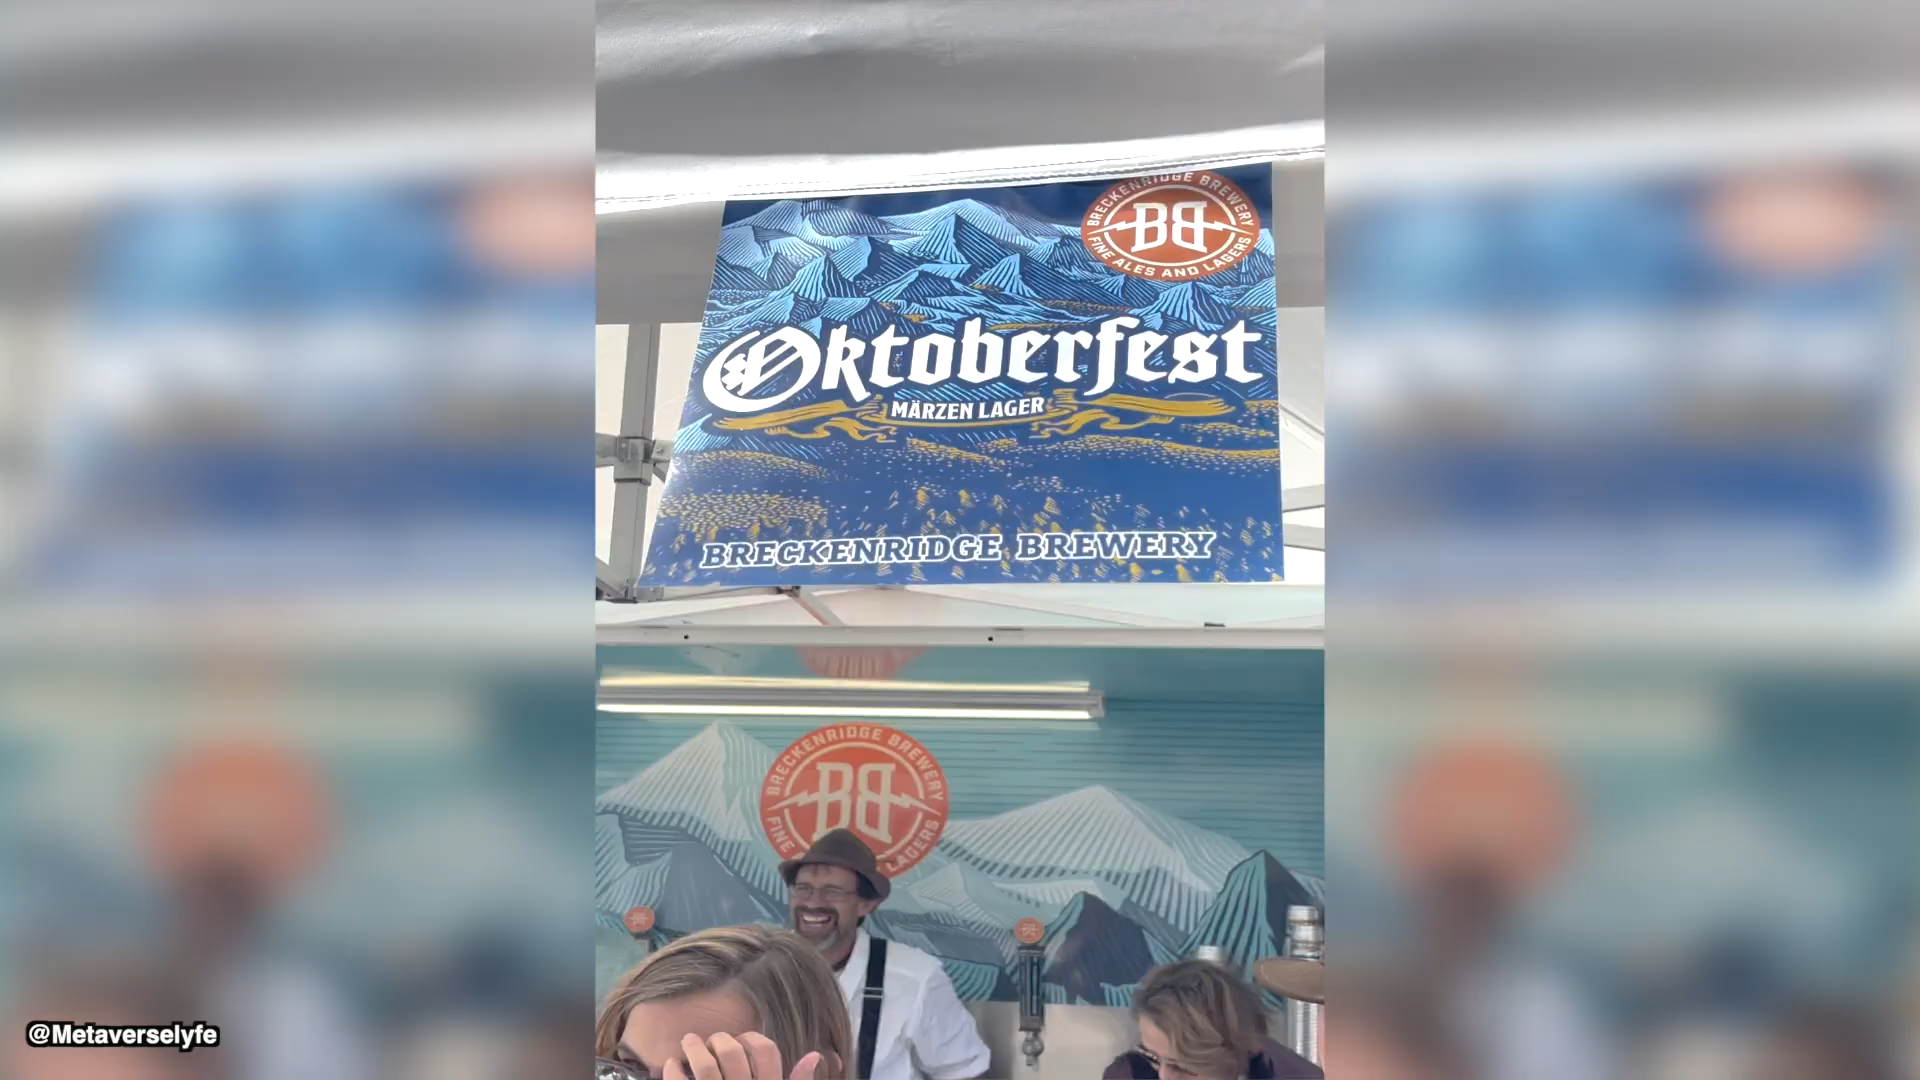 BRECKENRIDGE BREWERY
BB
FINE ALES AND LAGERS
Oktoberfest
MÄRZEN LAGER
BRECKENRIDGE BREWERY
BRECKENRIDGE BREWERY
BB
FINE
LAGERS
@Metaverselyfe